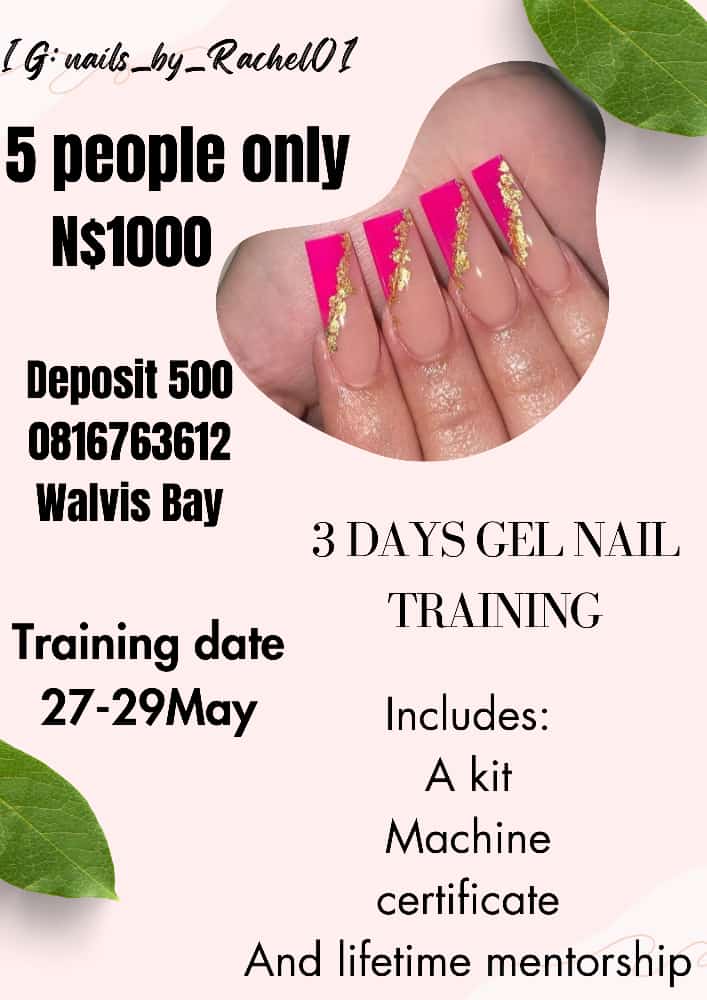 IG: nails_by_Rachel01
5 people only
N$1000
Deposit 500
0816763612
Walvis Bay
3 DAYS GEL NAIL
TRAINING
Training date
27-29May
Includes:
A kit
Machine
certificate
And lifetime mentorship